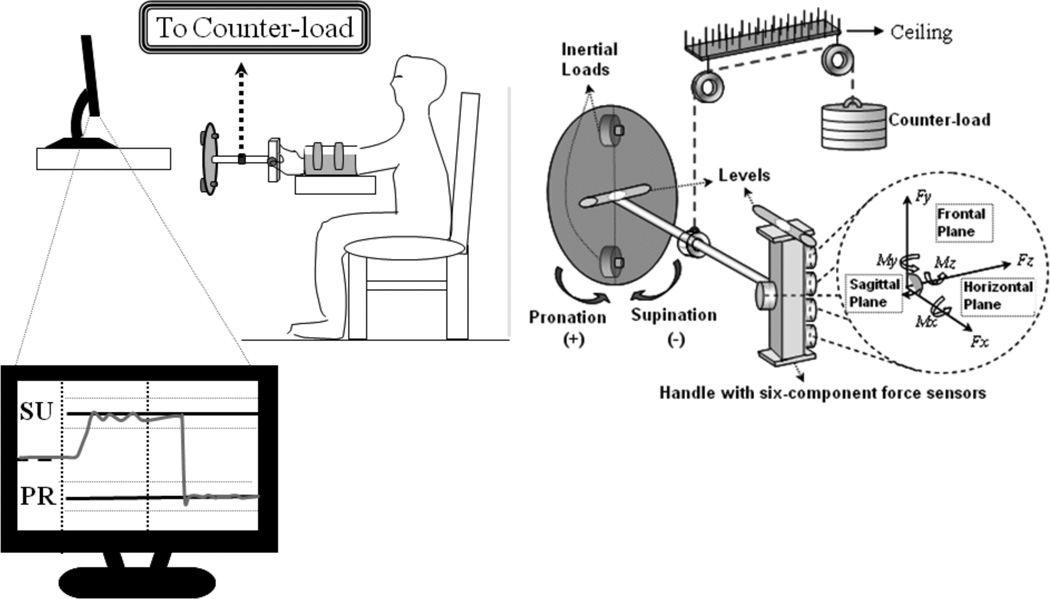 To Counter-load
SU
PR
Inertial
Loads
Ceiling
Counter-load
Levels
Pronation
(+)
Supination
(-)
Fy
Frontal
Plane
My
Mz
Fz
Sagittal
Plane
Horizontal
Plane
Mx
Fx
Handle with six-component force sensors